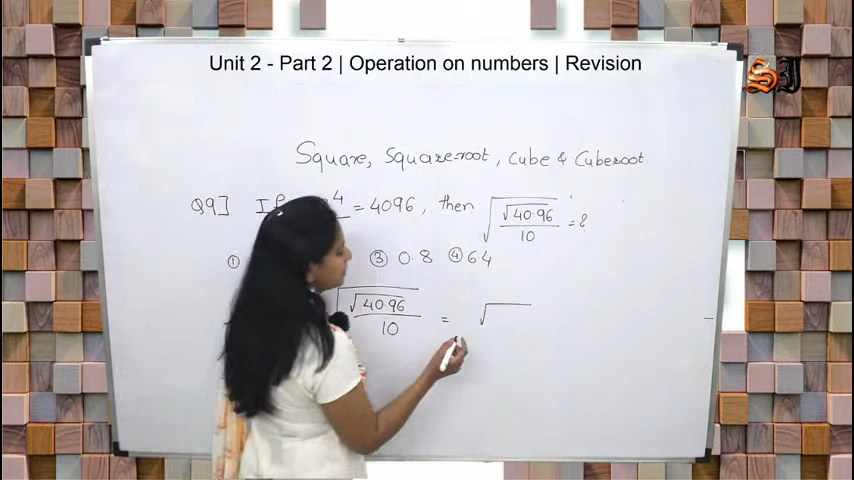 Unit 2 - Part 2 | Operation on numbers | Revision
SJ
Square, Square-root, Cube & Cuberoot
Q9] If 4 = 4096, then √(√40.96 / 10) = ?
① ③ 0.8 ④ 6.4
√(√40.96 / 10) = √